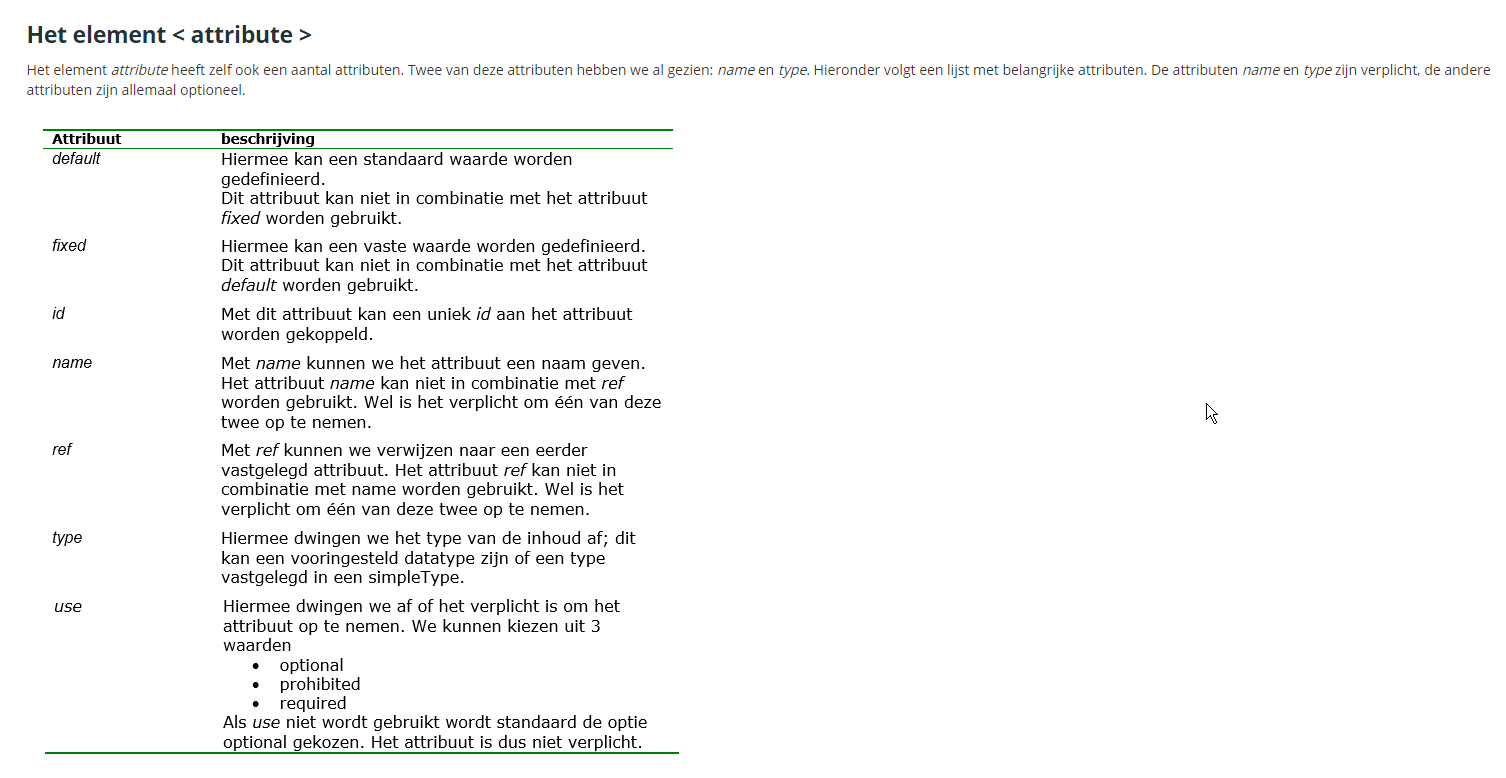 Het element < attribute >
Het element attribute heeft zelf ook een aantal attributen. Twee van deze attributen hebben we al gezien: name en type. Hieronder volgt een lijst met belangrijke attributen. De attributen name en type zijn verplicht, de andere
attributen zijn allemaal optioneel.
Attribuut beschrijving
default Hiermee kan een standaard waarde worden
gedefinieerd.
Dit attribuut kan niet in combinatie met het attribuut
fixed worden gebruikt.
fixed Hiermee kan een vaste waarde worden gedefinieerd.
Dit attribuut kan niet in combinatie met het attribuut
default worden gebruikt.
id Met dit attribuut kan een uniek id aan het attribuut
worden gekoppeld.
name Met name kunnen we het attribuut een naam geven.
Het attribuut name kan niet in combinatie met ref
worden gebruikt. Wel is het verplicht om één van deze
twee op te nemen.
ref Met ref kunnen we verwijzen naar een eerder
vastgelegd attribuut. Het attribuut ref kan niet in
combinatie met name worden gebruikt. Wel is het
verplicht om één van deze twee op te nemen.
type Hiermee dwingen we het type van de inhoud af; dit
kan een vooringesteld datatype zijn of een type
vastgelegd in een simpleType.
use Hiermee dwingen we af of het verplicht is om het
attribuut op te nemen. We kunnen kiezen uit 3
waarden
• optional
• prohibited
• required
Als use niet wordt gebruikt wordt standaard de optie
optional gekozen. Het attribuut is dus niet verplicht.